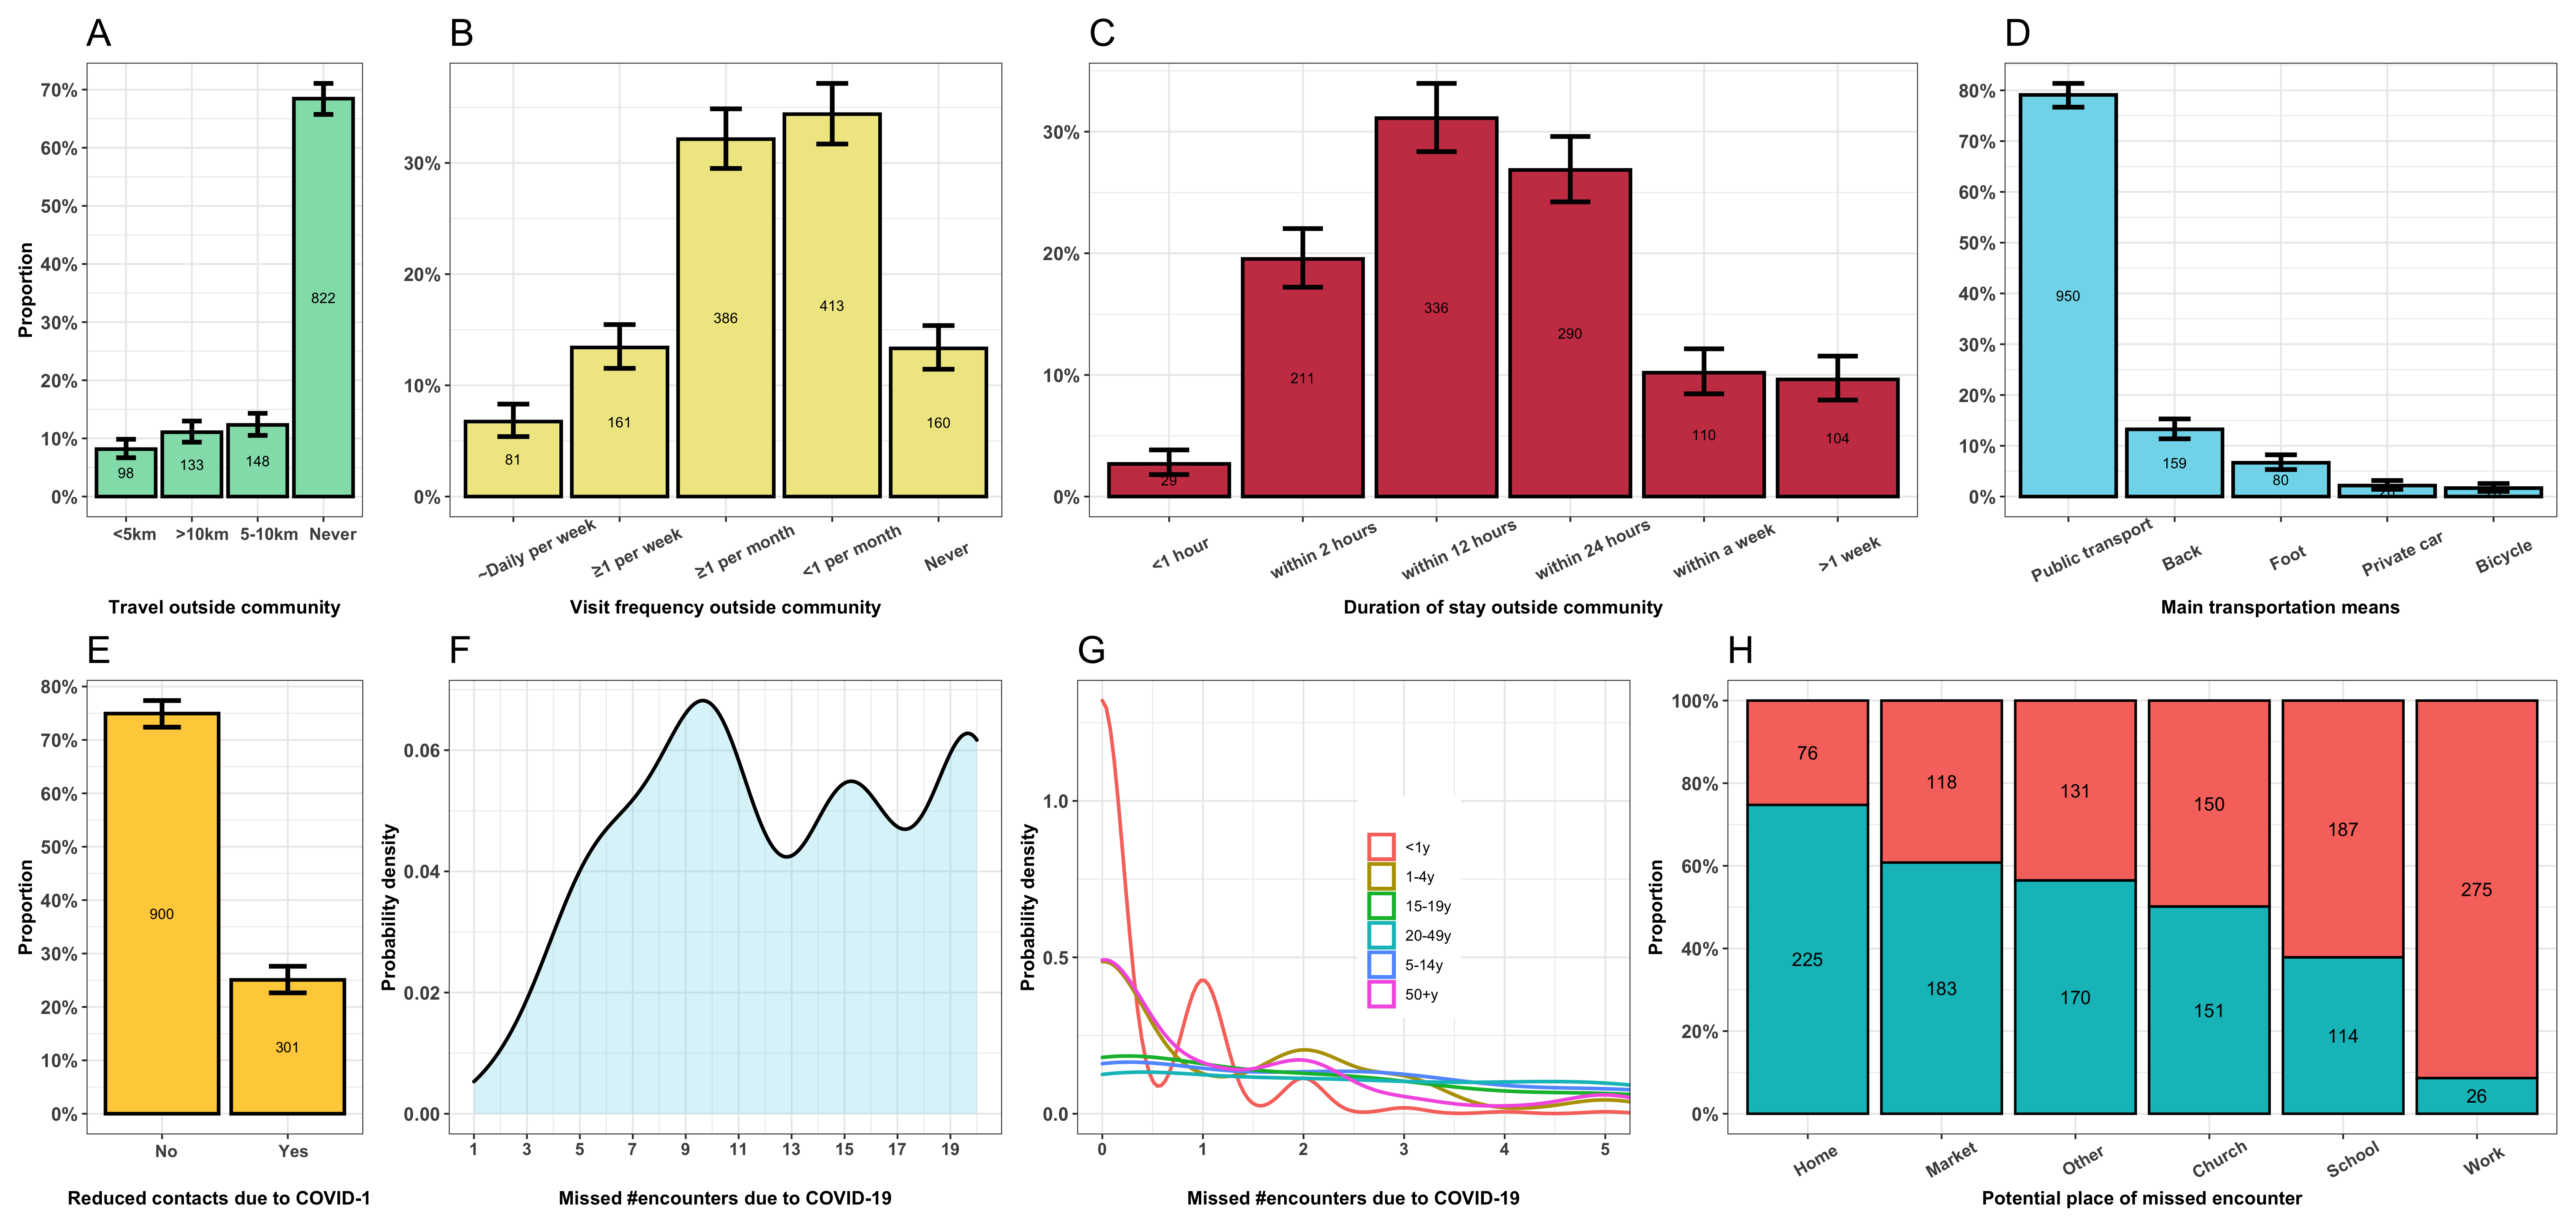 A
B
C
D
Proportion
70%
60%
50%
40%
30%
20%
10%
0%
98
133
148
822
<5km
>10km
5-10km
Never
Travel outside community
30%
20%
10%
0%
81
161
386
413
160
~Daily per week
≥1 per week
≥1 per month
<1 per month
Never
Visit frequency outside community
30%
20%
10%
0%
29
211
336
290
110
104
<1 hour
within 2 hours
within 12 hours
within 24 hours
within a week
>1 week
Duration of stay outside community
80%
70%
60%
50%
40%
30%
20%
10%
0%
950
159
80
Public transport
Back
Foot
Private car
Bicycle
Main transportation means
E
F
G
H
Proportion
80%
70%
60%
50%
40%
30%
20%
10%
0%
900
301
No
Yes
Reduced contacts due to COVID-1
Probability density
0.06
0.04
0.02
0.00
1
3
5
7
9
11
13
15
17
19
Missed #encounters due to COVID-19
Probability density
1.0
0.5
0.0
<1y
1-4y
15-19y
20-49y
5-14y
50+y
0
1
2
3
4
5
Missed #encounters due to COVID-19
Proportion
100%
80%
60%
40%
20%
0%
76
118
131
150
187
275
225
183
170
151
114
26
Home
Market
Other
Church
School
Work
Potential place of missed encounter